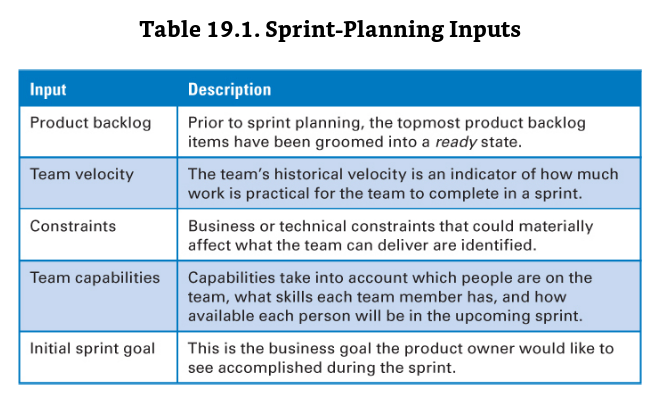 Table 19.1. Sprint-Planning Inputs
Input Description
Product backlog Prior to sprint planning, the topmost product backlog
items have been groomed into a ready state.
Team velocity The team's historical velocity is an indicator of how much
work is practical for the team to complete in a sprint.
Constraints Business or technical constraints that could materially
affect what the team can deliver are identified.
Team capabilities Capabilities take into account which people are on the
team, what skills each team member has, and how
available each person will be in the upcoming sprint.
Initial sprint goal This is the business goal the product owner would like to
see accomplished during the sprint.